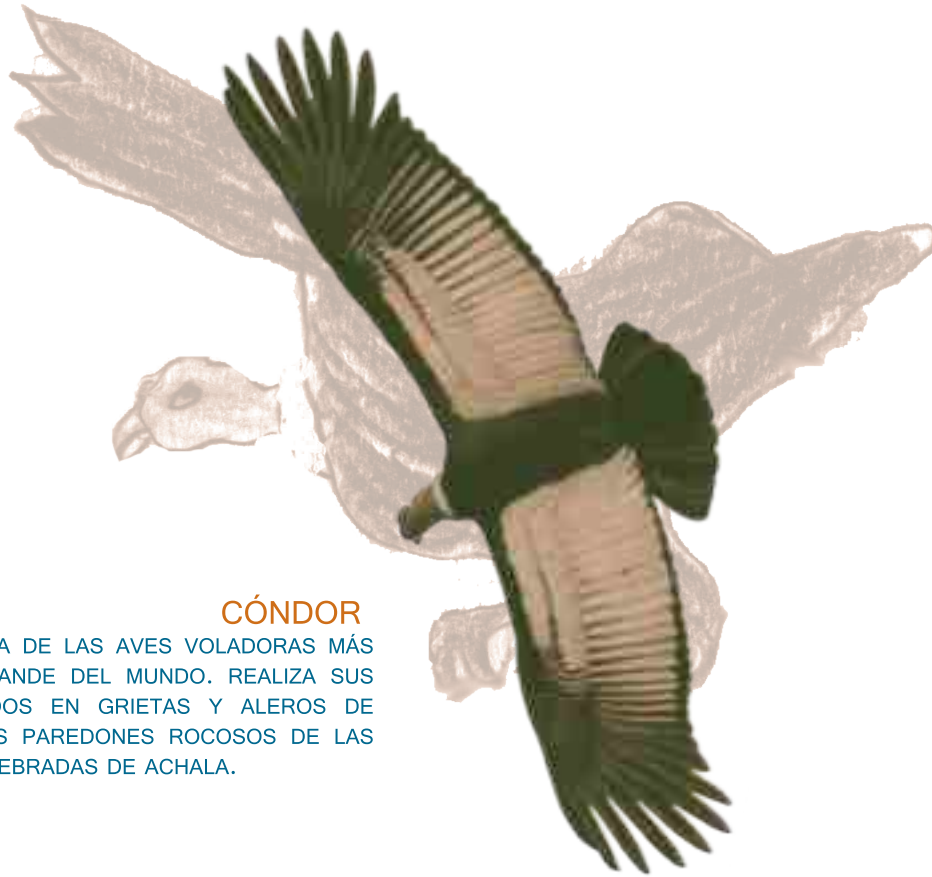 CÓNDOR
A DE LAS AVES VOLADORAS MÁS
ANDE DEL MUNDO. REALIZA SUS
DOS EN GRIETAS Y ALEROS DE
S PAREDONES ROCOSOS DE LAS
EBRADAS DE ACHALA.